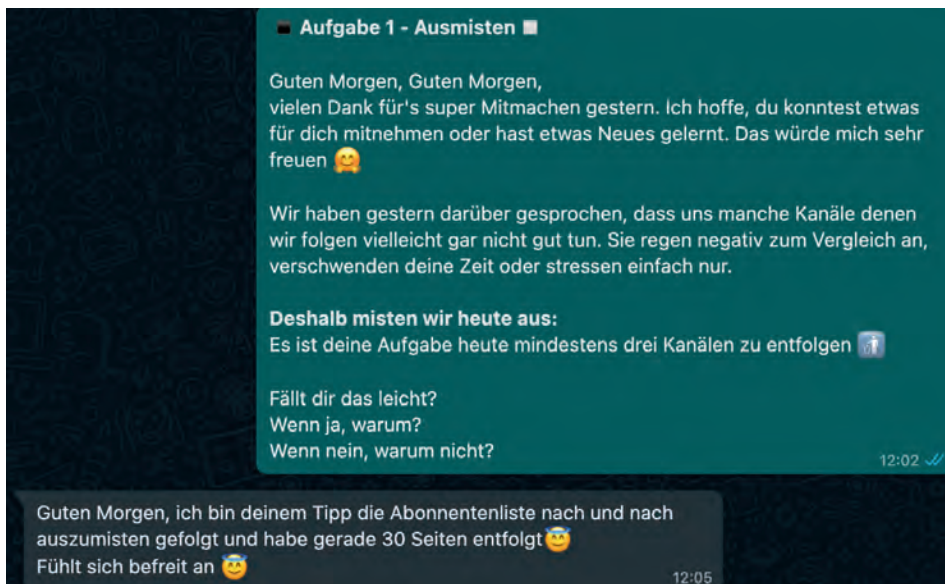 ◾ Aufgabe 1 - Ausmisten ◽
Guten Morgen, Guten Morgen,
vielen Dank für's super Mitmachen gestern. Ich hoffe, du konntest etwas
für dich mitnehmen oder hast etwas Neues gelernt. Das würde mich sehr
freuen 🤗
Wir haben gestern darüber gesprochen, dass uns manche Kanäle denen
wir folgen vielleicht gar nicht gut tun. Sie regen negativ zum Vergleich an,
verschwenden deine Zeit oder stressen einfach nur.
Deshalb misten wir heute aus:
Es ist deine Aufgabe heute mindestens drei Kanälen zu entfolgen 🚮
Fällt dir das leicht?
Wenn ja, warum?
Wenn nein, warum nicht?
12:02
Guten Morgen, ich bin deinem Tipp die Abonnentenliste nach und nach
auszumisten gefolgt und habe gerade 30 Seiten entfolgt😇
Fühlt sich befreit an 😇
12:05